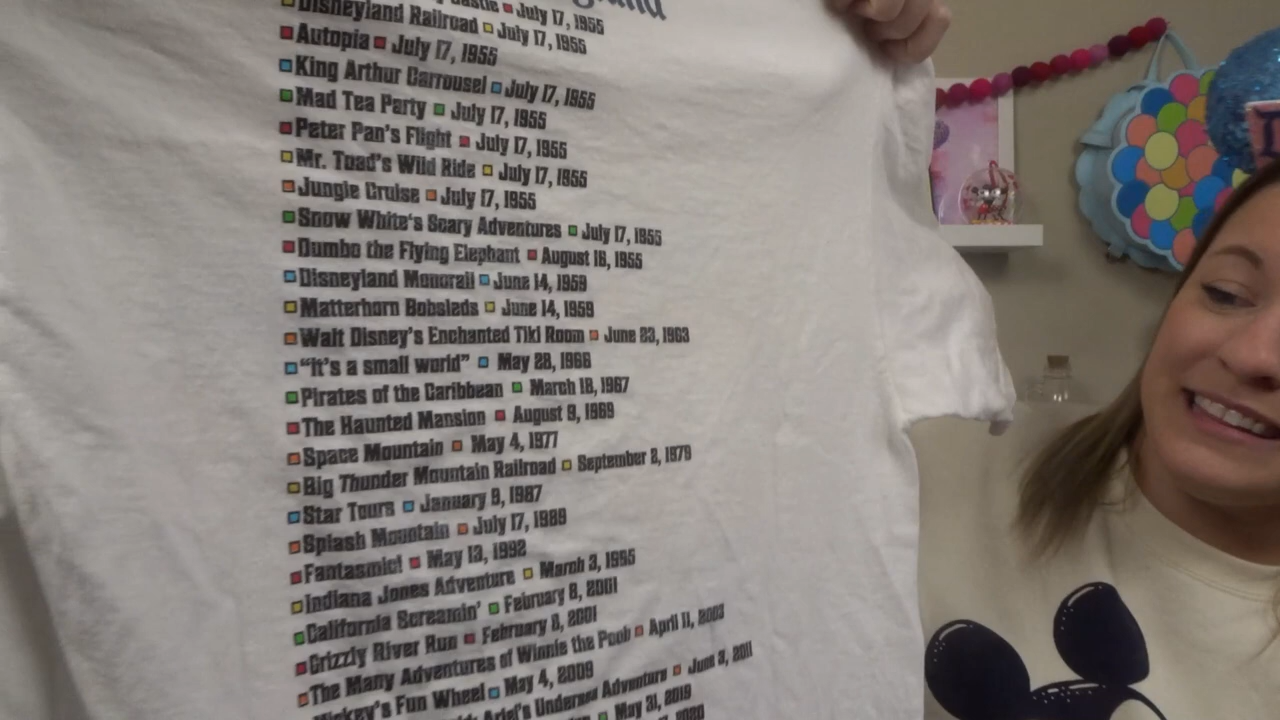 July 17, 1955
Disneyland Railroad July 17, 1955
Autopia July 17, 1955
King Arthur Carrousel July 17, 1955
Mad Tea Party July 17, 1955
Peter Pan's Flight July 17, 1955
Mr. Toad's Wild Ride July 17, 1955
Jungle Cruise July 17, 1955
Snow White's Scary Adventures July 17, 1955
Dumbo the Flying Elephant August 16, 1955
Disneyland Monorail June 14, 1959
Matterhorn Bobsleds June 14, 1959
Walt Disney's Enchanted Tiki Room June 23, 1963
"it's a small world" May 28, 1966
Pirates of the Caribbean March 18, 1967
The Haunted Mansion August 9, 1969
Space Mountain May 4, 1977
Big Thunder Mountain Railroad September 2, 1979
Star Tours January 9, 1987
Splash Mountain July 17, 1989
Fantasmic! May 13, 1992
Indiana Jones Adventure March 3, 1995
California Screamin' February 8, 2001
Grizzly River Run February 8, 2001
The Many Adventures of Winnie the Pooh April 11, 2003
Mickey's Fun Wheel May 4, 2009
Ariel's Undersea Adventure June 3, 2011
May 31, 2019
2020